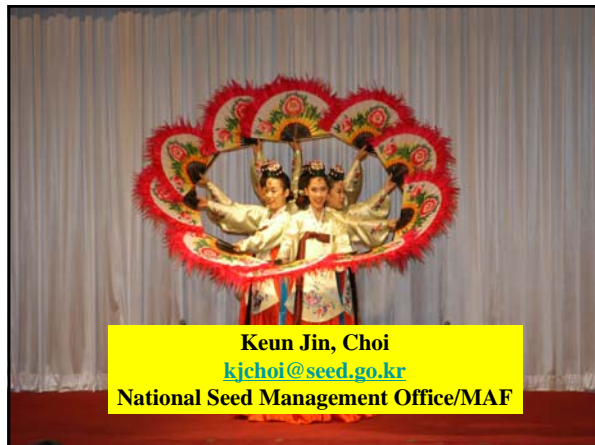 Keun Jin, Choi
kjchoi@seed.go.kr
National Seed Management Office/MAF